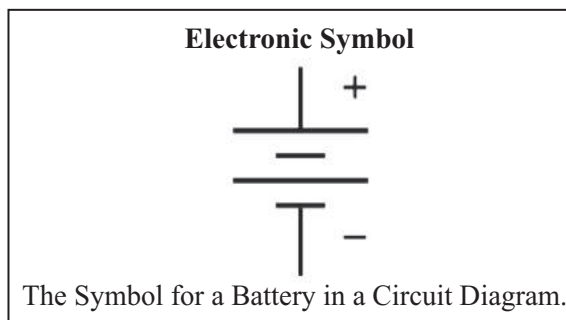 Electronic Symbol
+
−
The Symbol for a Battery in a Circuit Diagram.